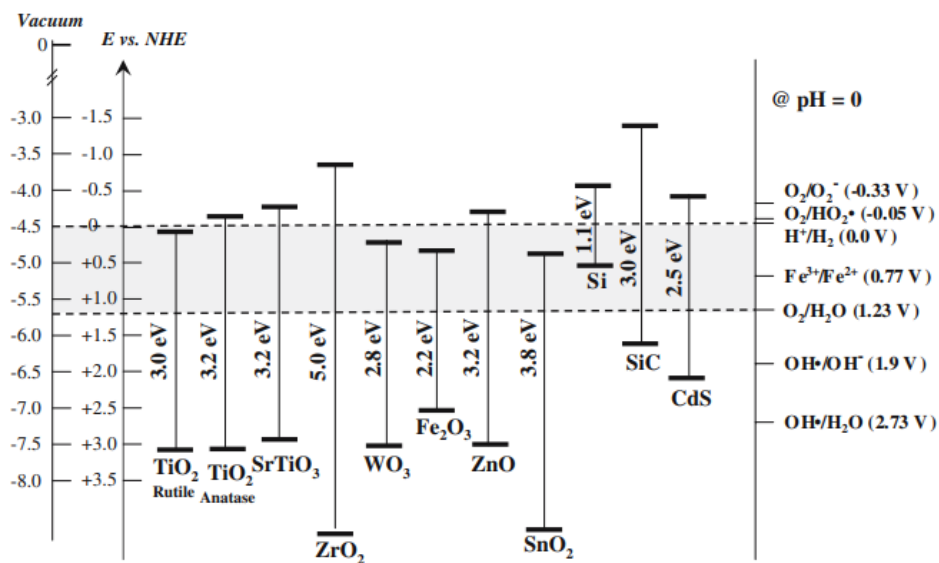 Vacuum
E vs. NHE
0
-3.0
-3.5
-4.0
-4.5
-5.0
-5.5
-6.0
-6.5
-7.0
-7.5
-8.0
-1.5
-1.0
-0.5
-0
+0.5
+1.0
+1.5
+2.0
+2.5
+3.0
+3.5
3.0 eV
3.2 eV
3.2 eV
5.0 eV
2.8 eV
2.2 eV
3.2 eV
3.8 eV
1.1 eV
3.0 eV
2.5 eV
TiO₂
Rutile
TiO₂
Anatase
SrTiO₃
ZrO₂
WO₃
Fe₂O₃
ZnO
SnO₂
Si
SiC
CdS
@ pH = 0
O₂/O₂⁻ (-0.33 V)
O₂/HO₂• (-0.05 V)
H⁺/H₂ (0.0 V)
Fe³⁺/Fe²⁺ (0.77 V)
O₂/H₂O (1.23 V)
OH•/OH⁻ (1.9 V)
OH•/H₂O (2.73 V)